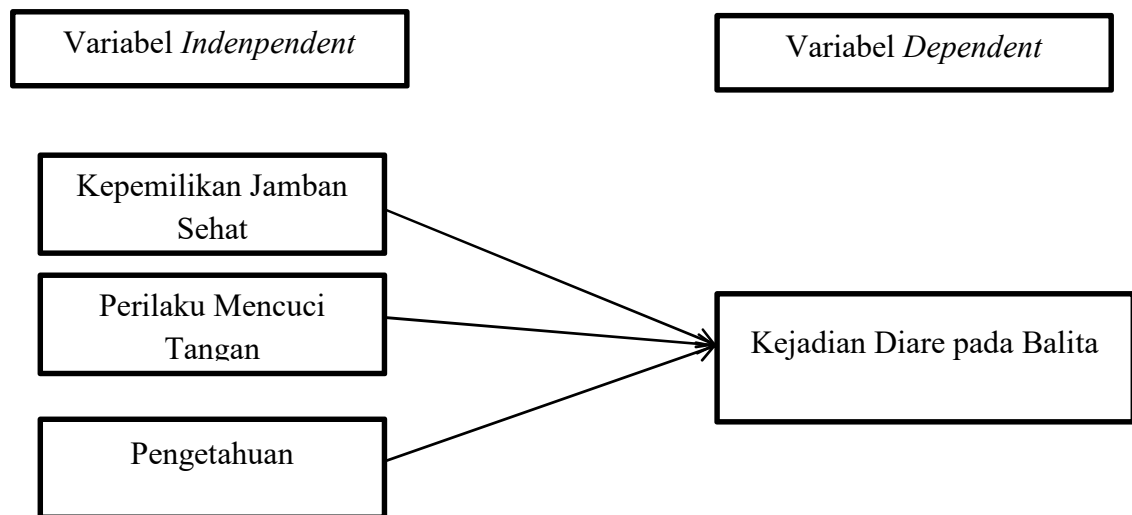 Variabel Indenpendent
Variabel Dependent
Kepemilikan Jamban
Sehat
Perilaku Mencuci
Tangan
Pengetahuan
Kejadian Diare pada Balita